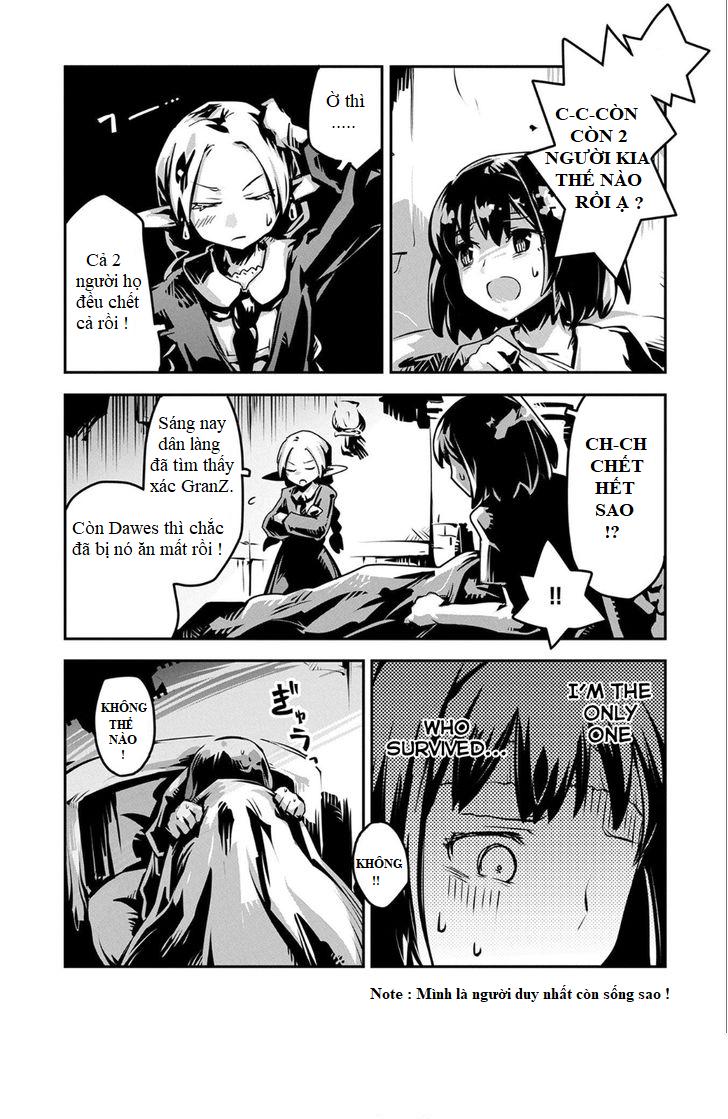 C-C-CÒN
CÒN 2
NGƯỜI KIA
THẾ NÀO
RỒI Ạ ?
Ờ thì
.....
Cả 2
người họ
đều chết
cả rồi !
CH-CH
CHẾT
HẾT
SAO
!?
!!
Sáng nay
dân làng
đã tìm thấy
xác GranZ.
Còn Dawes thì chắc
đã bị nó ăn mất rồi !
I'M THE
ONLY
ONE
WHO
SURVIVED...
KHÔNG
!!
KHÔNG
THỂ
NÀO
!
ぎゅうっ
Note : Mình là người duy nhất còn sống sao !